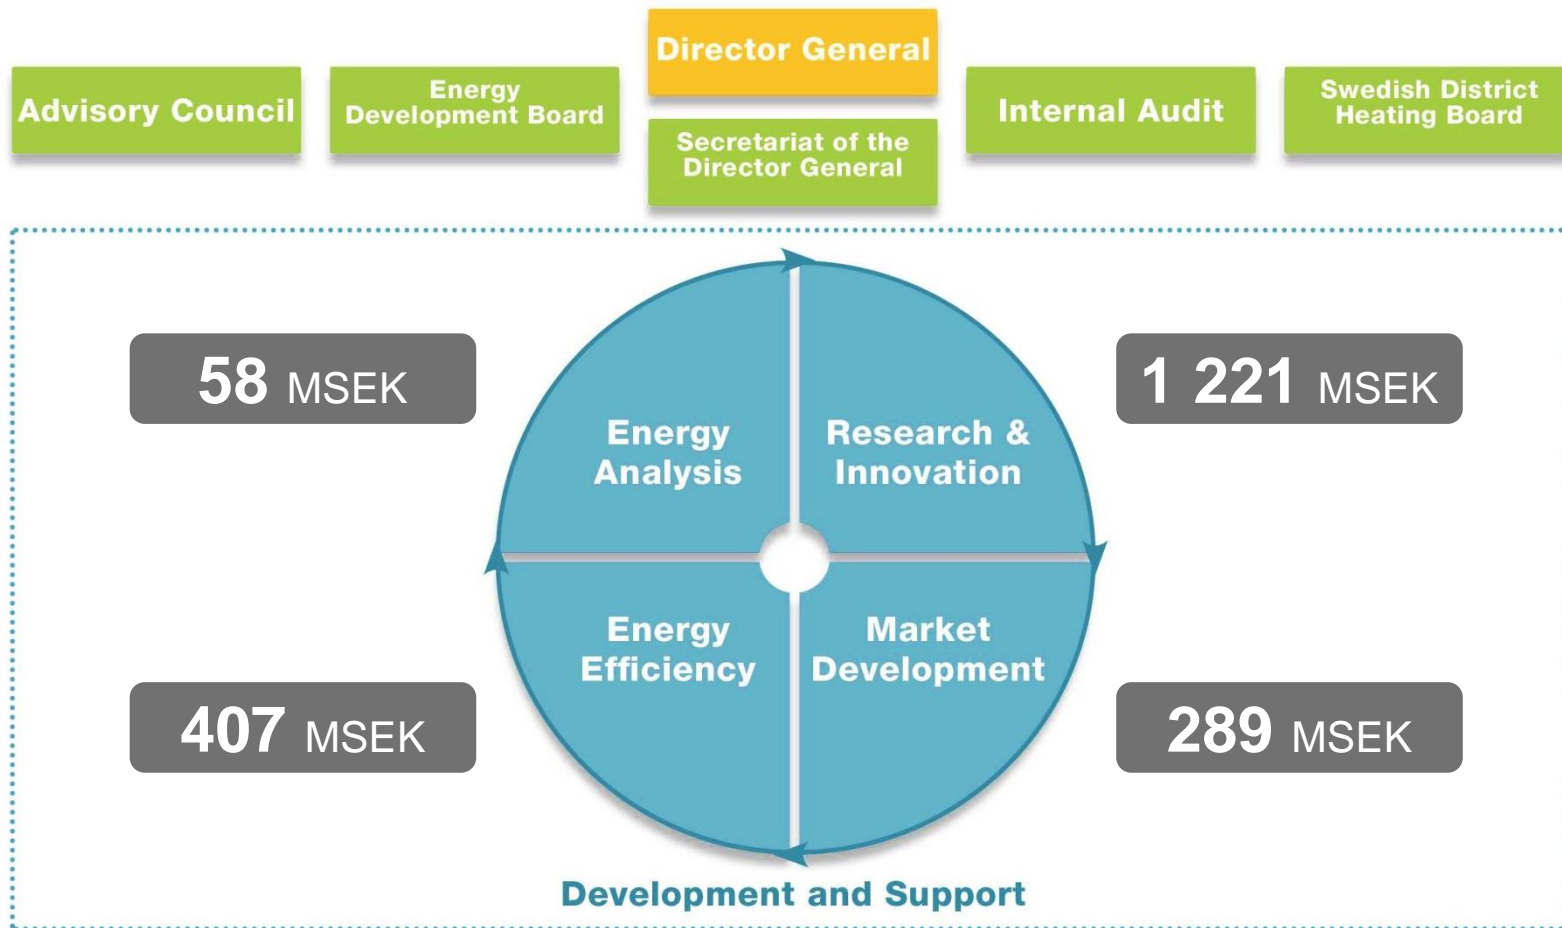 Director General
Advisory Council
Energy
Development Board
Secretariat of the
Director General
Internal Audit
Swedish District
Heating Board
58 MSEK
1 221 MSEK
Energy
Analysis
Research &
Innovation
Energy
Efficiency
Market
Development
407 MSEK
289 MSEK
Development and Support